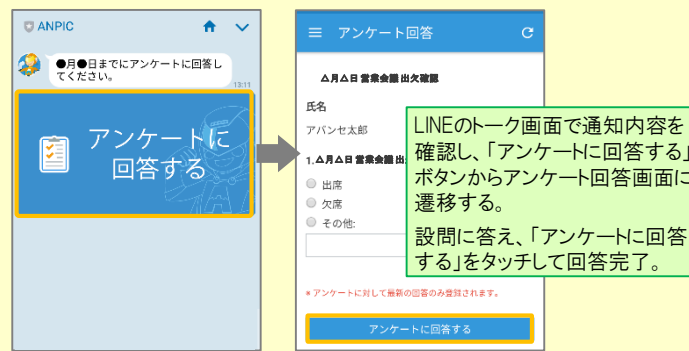 ANPIC
●月●日までにアンケートに回答し
てください。
13:11
アンケートに
回答する
アンケート回答
△月△日 営業会議 出欠確認
氏名
アバンセ太郎
1.△月△日 営業会議 出
出席
欠席
その他:
* アンケートに対して最新の回答のみ登録されます。
アンケートに回答する
LINEのトーク画面で通知内容を
確認し、「アンケートに回答する」
ボタンからアンケート回答画面に
遷移する。
設問に答え、「アンケートに回答
する」をタッチして回答完了。